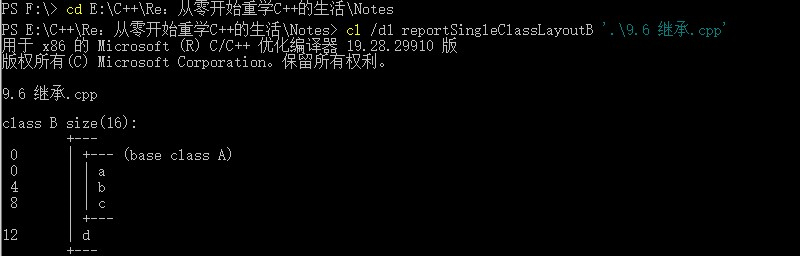 PS F:\> cd E:\C++\Re：从零开始重学C++的生活\Notes
PS E:\C++\Re：从零开始重学C++的生活\Notes> cl /d1 reportSingleClassLayoutB '.\9.6 继承.cpp'
用于 x86 的 Microsoft (R) C/C++ 优化编译器 19.28.29910 版
版权所有(C) Microsoft Corporation。保留所有权利。
9.6 继承.cpp
class B size(16):
        +---
 0      | +--- (base class A)
 0      | | a
 4      | | b
 8      | | c
        | +---
12      | d
        +---